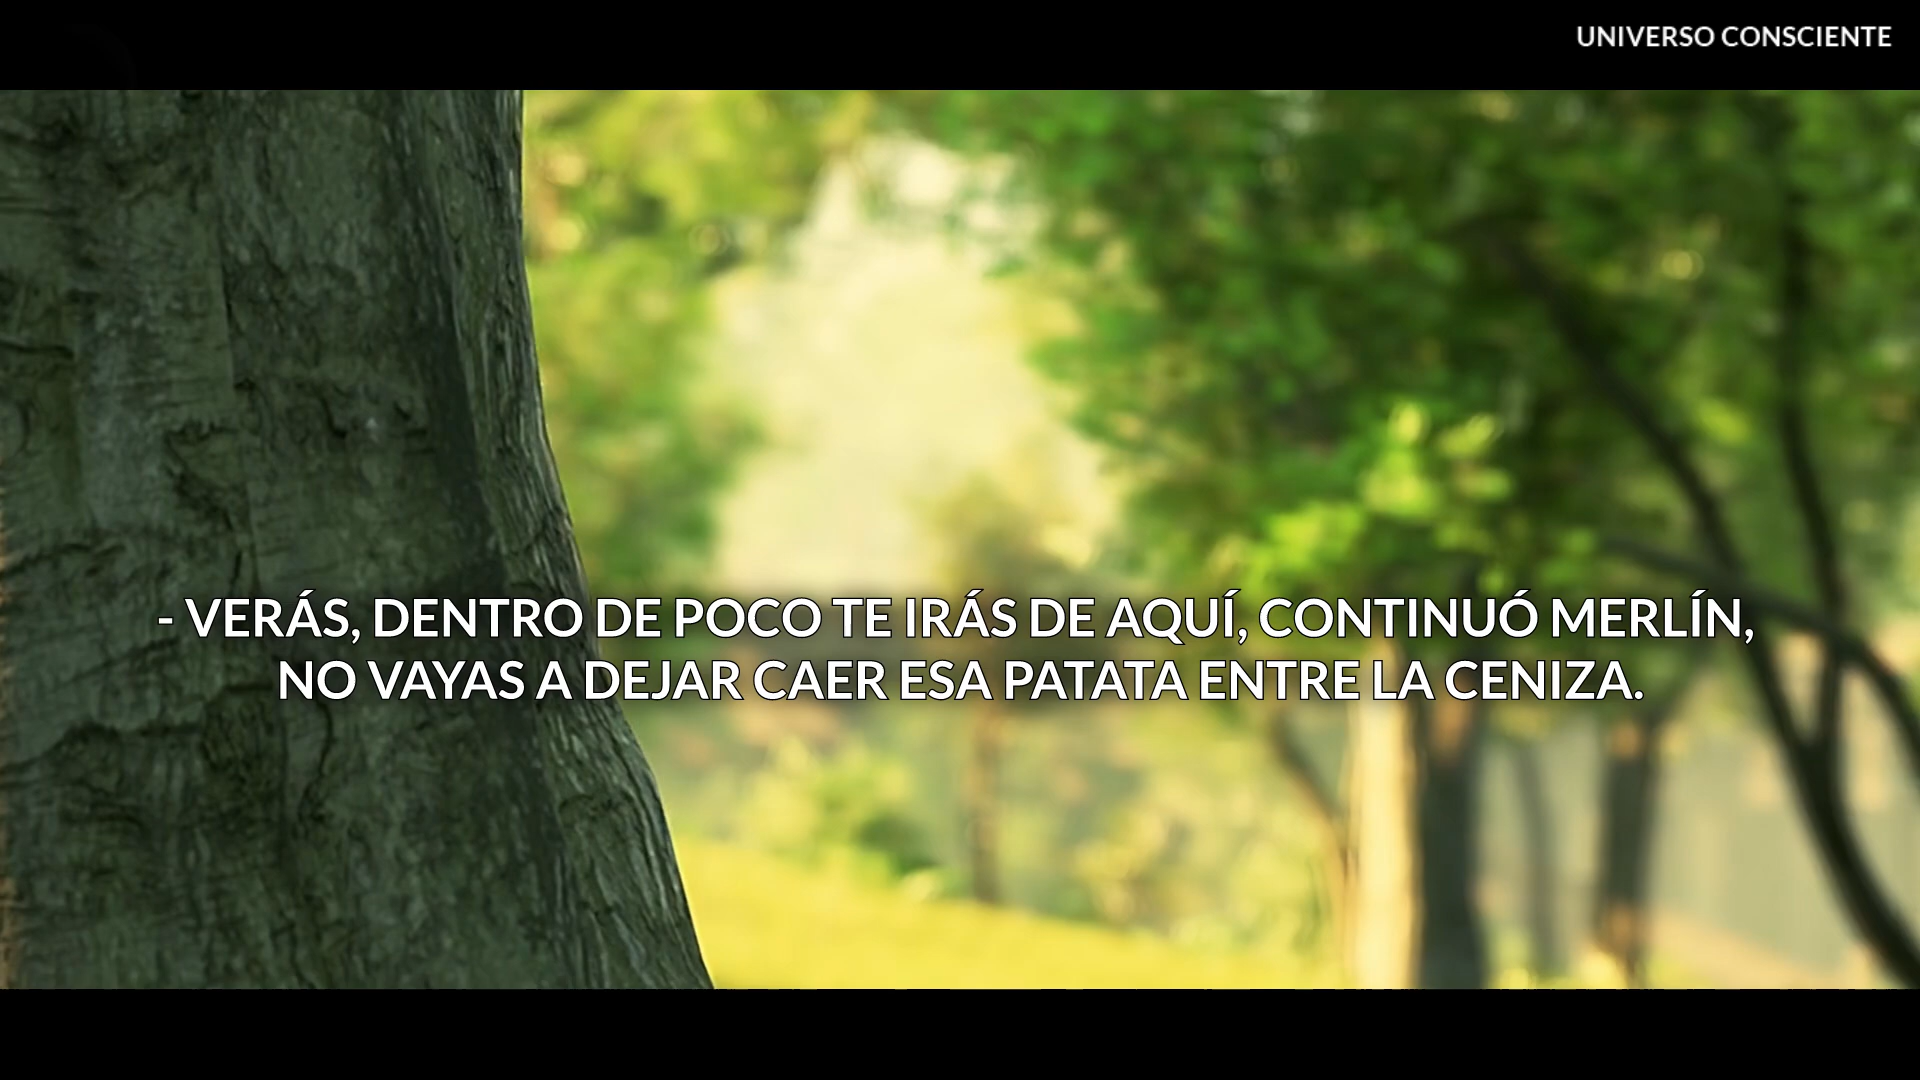 UNIVERSO CONSCIENTE
- VERÁS, DENTRO DE POCO TE IRÁS DE AQUÍ, CONTINUÓ MERLÍN,
NO VAYAS A DEJAR CAER ESA PATATA ENTRE LA CENIZA.